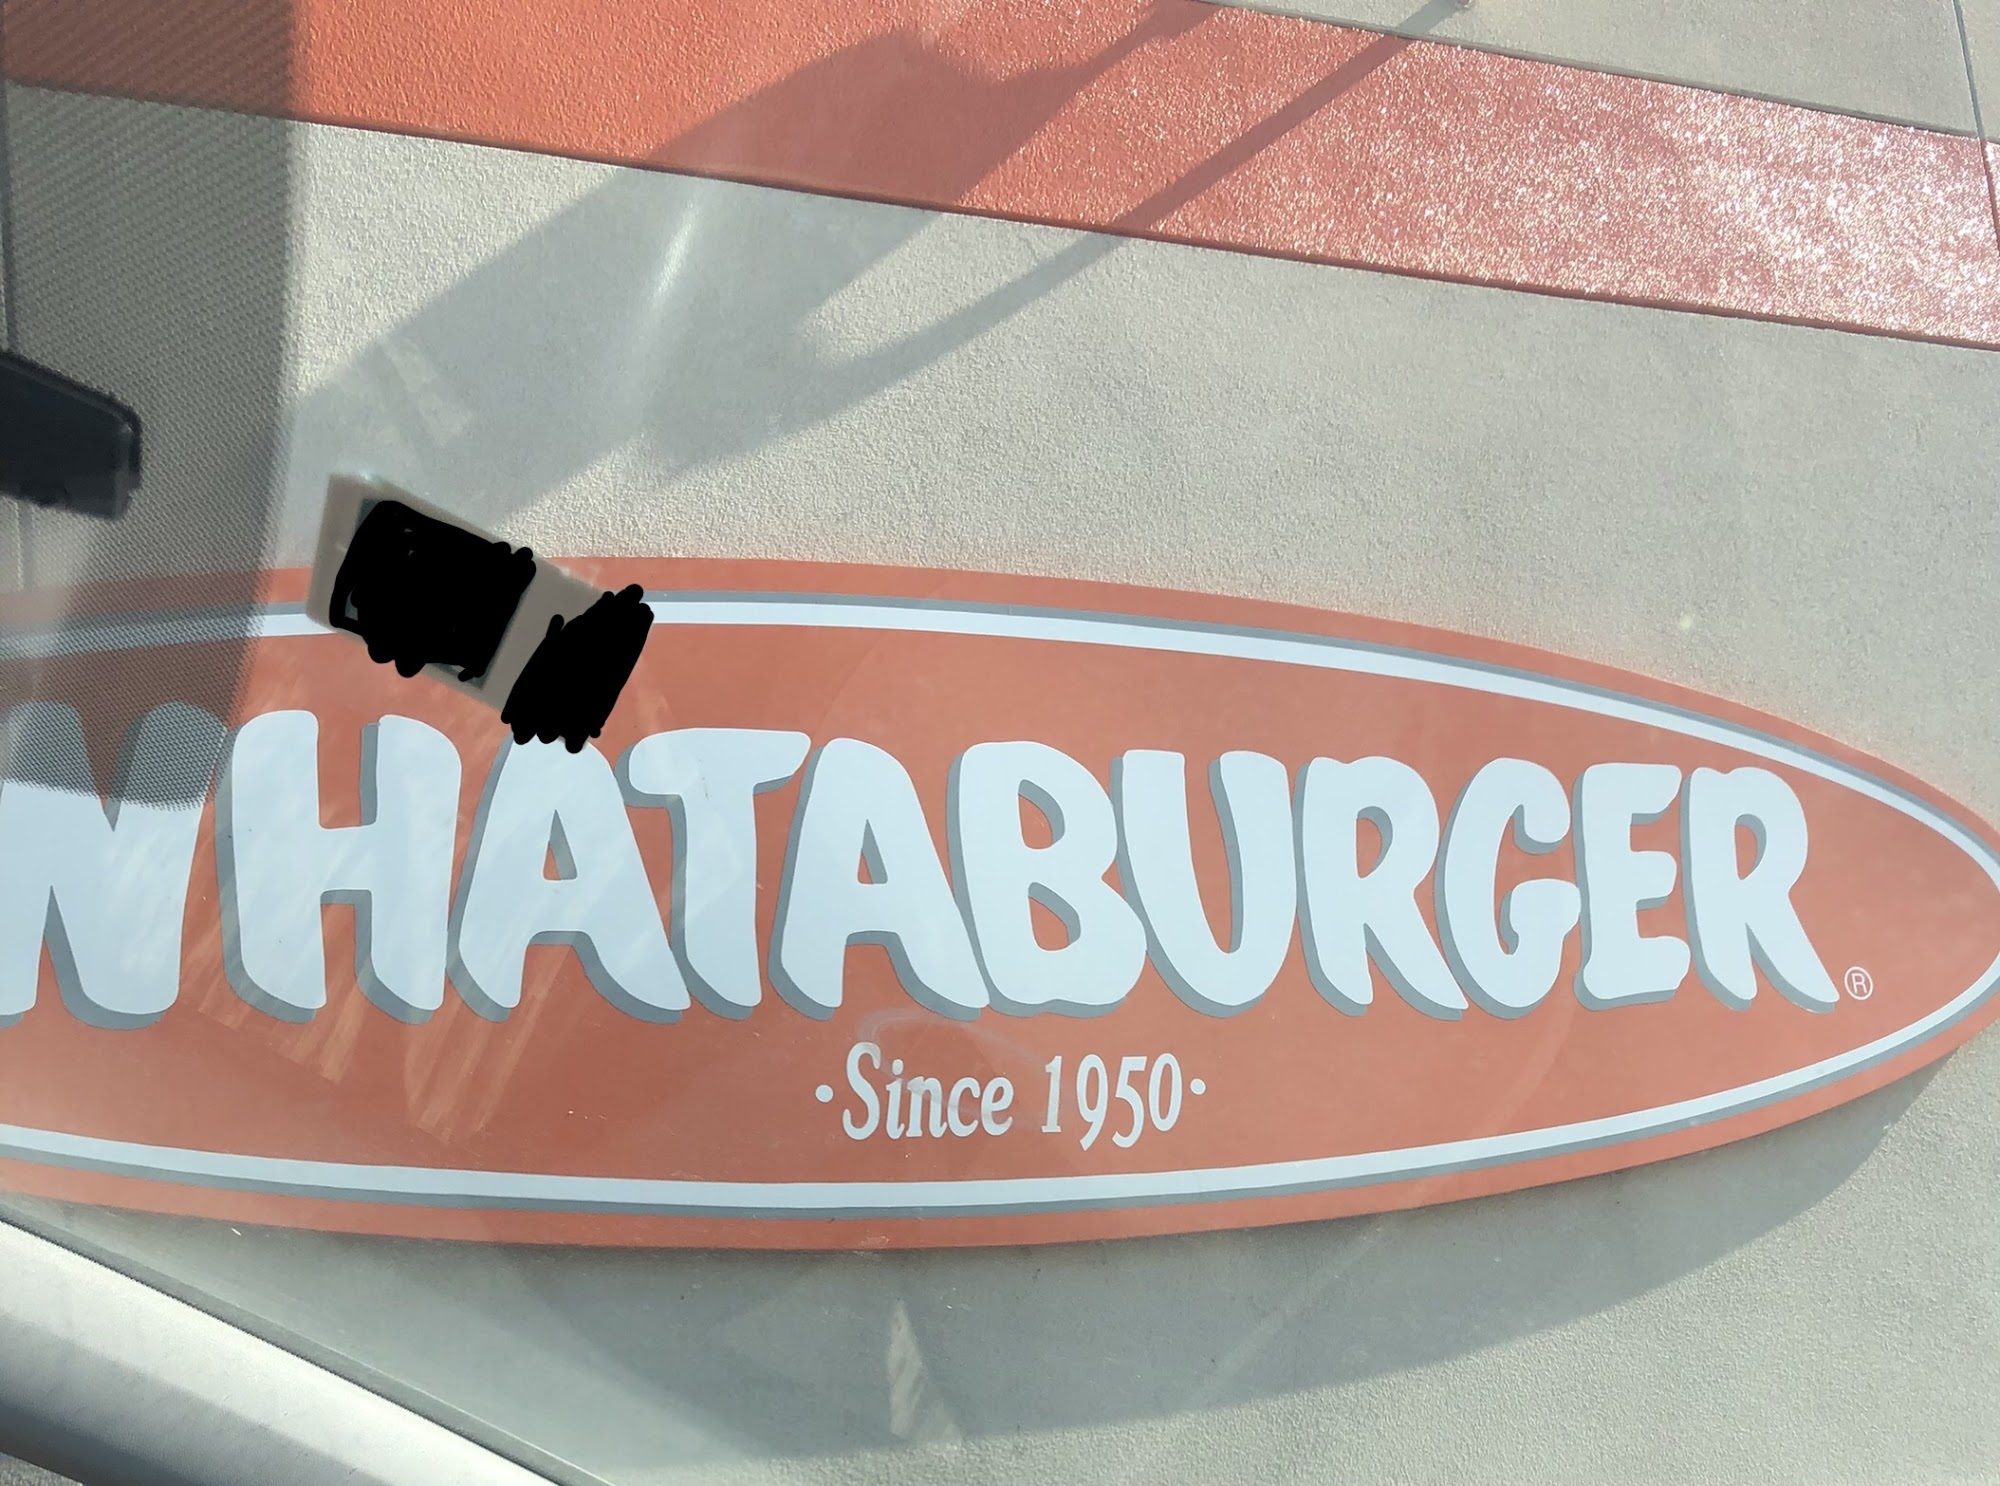 WHATABURGER ®
·Since 1950·